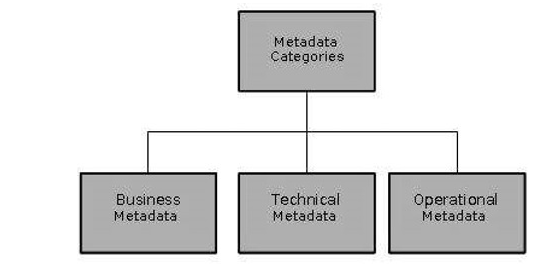 Metadata
Categories
Business
Metadata
Technical
Metadata
Operational
Metadata